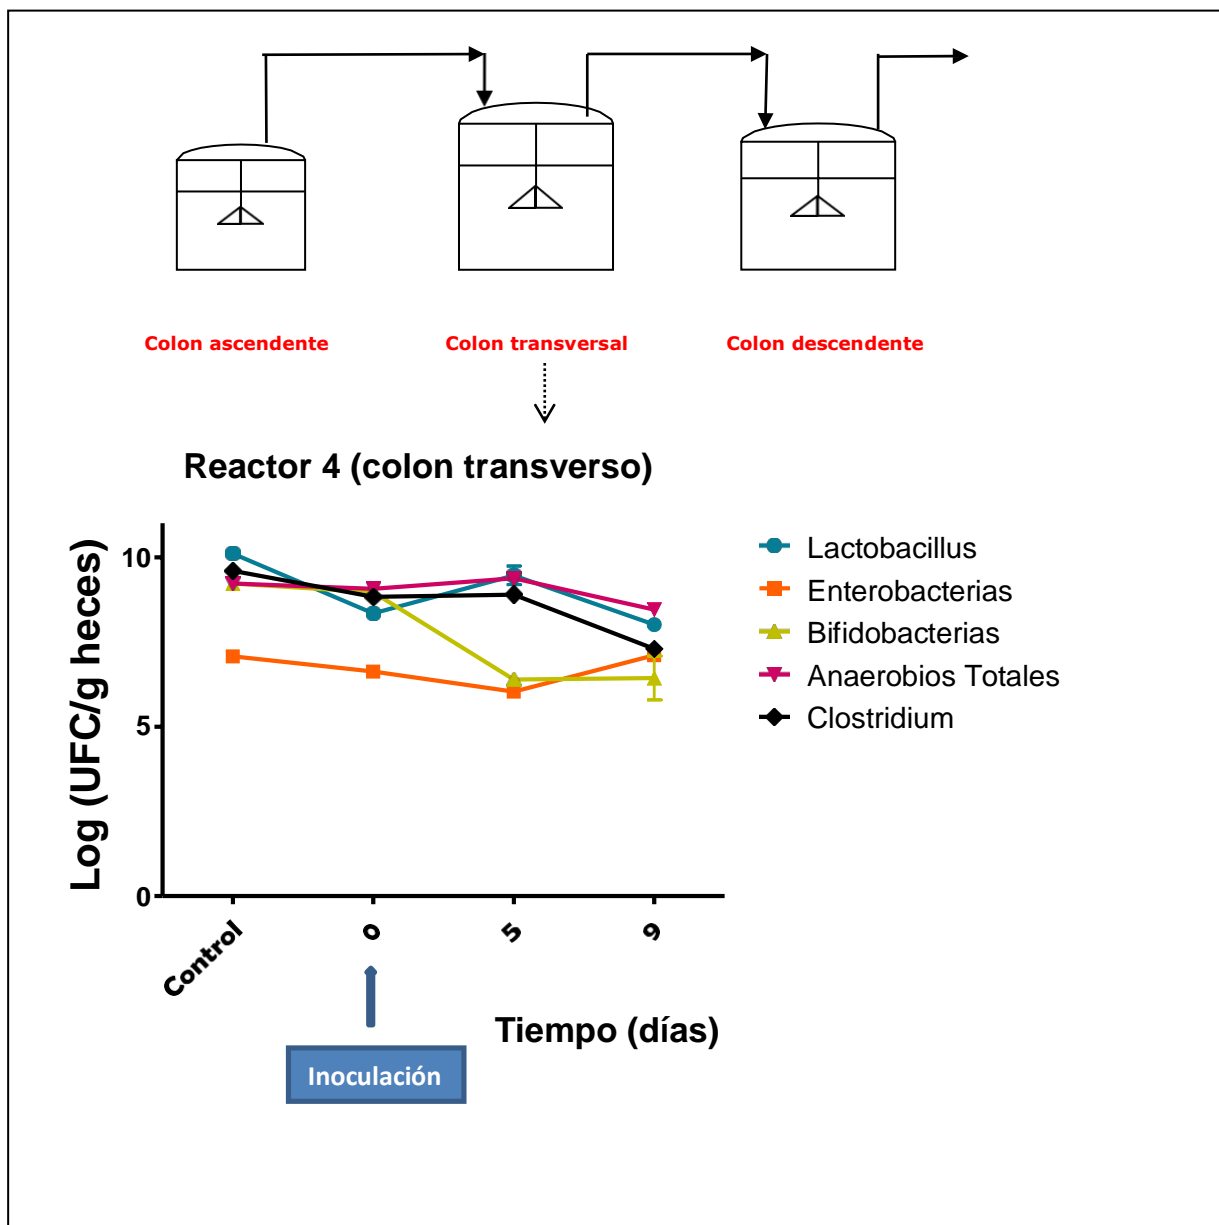 Colon ascendente
Colon transversal
Colon descendente
Reactor 4 (colon transverso)
Log (UFC/g heces)
10
5
0
Control
0
5
9
Lactobacillus
Enterobacterias
Bifidobacterias
Anaerobios Totales
Clostridium
Tiempo (días)
Inoculación